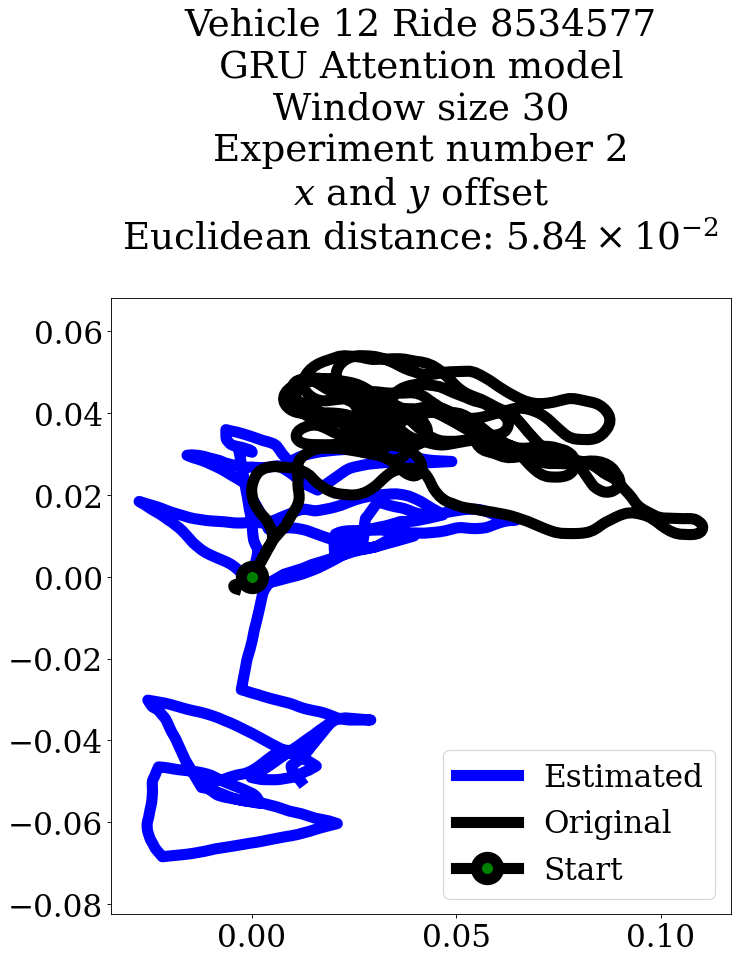 Vehicle 12 Ride 8534577
GRU Attention model
Window size 30
Experiment number 2
x and y offset
Euclidean distance: 5.84 × 10⁻²
0.06
0.04
0.02
0.00
−0.02
−0.04
−0.06
−0.08
Estimated
Original
Start
0.00 0.05 0.10